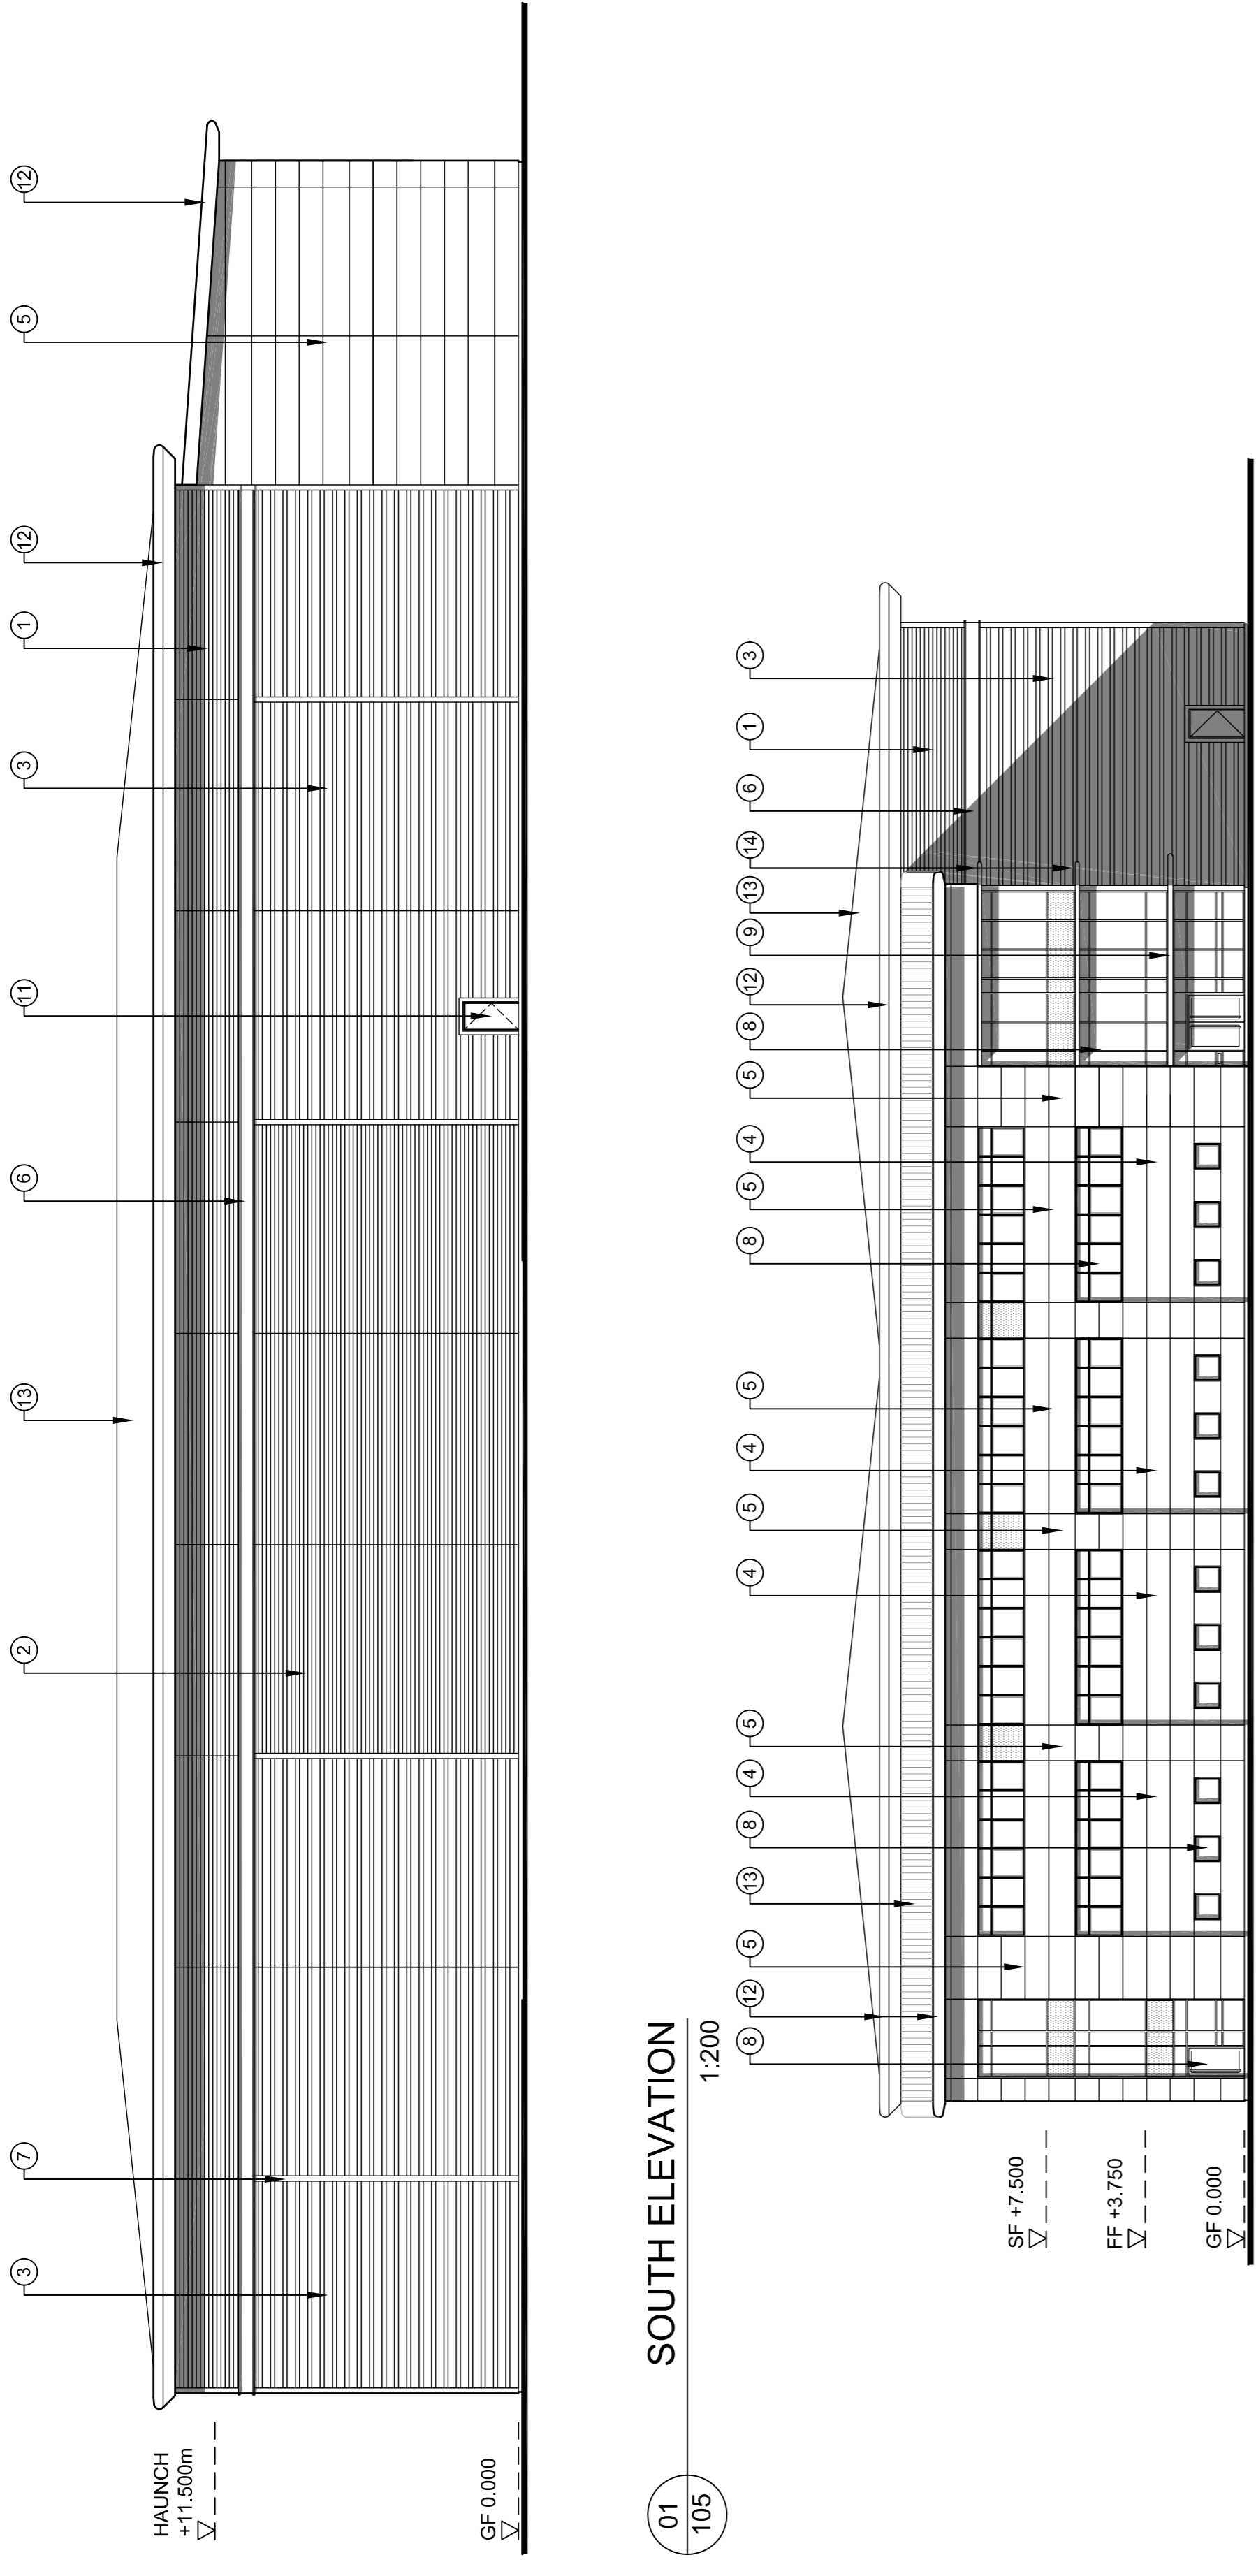 3 7 2 13 6 11 3 1 12 5 12
HAUNCH
+11.500m
GF 0.000
01 SOUTH ELEVATION
105 1:200
8 12 5 13 8 4 5 4 5 4 5 8 5 4 5 8 12 9 13 14 6 1 3
SF +7.500
FF +3.750
GF 0.000